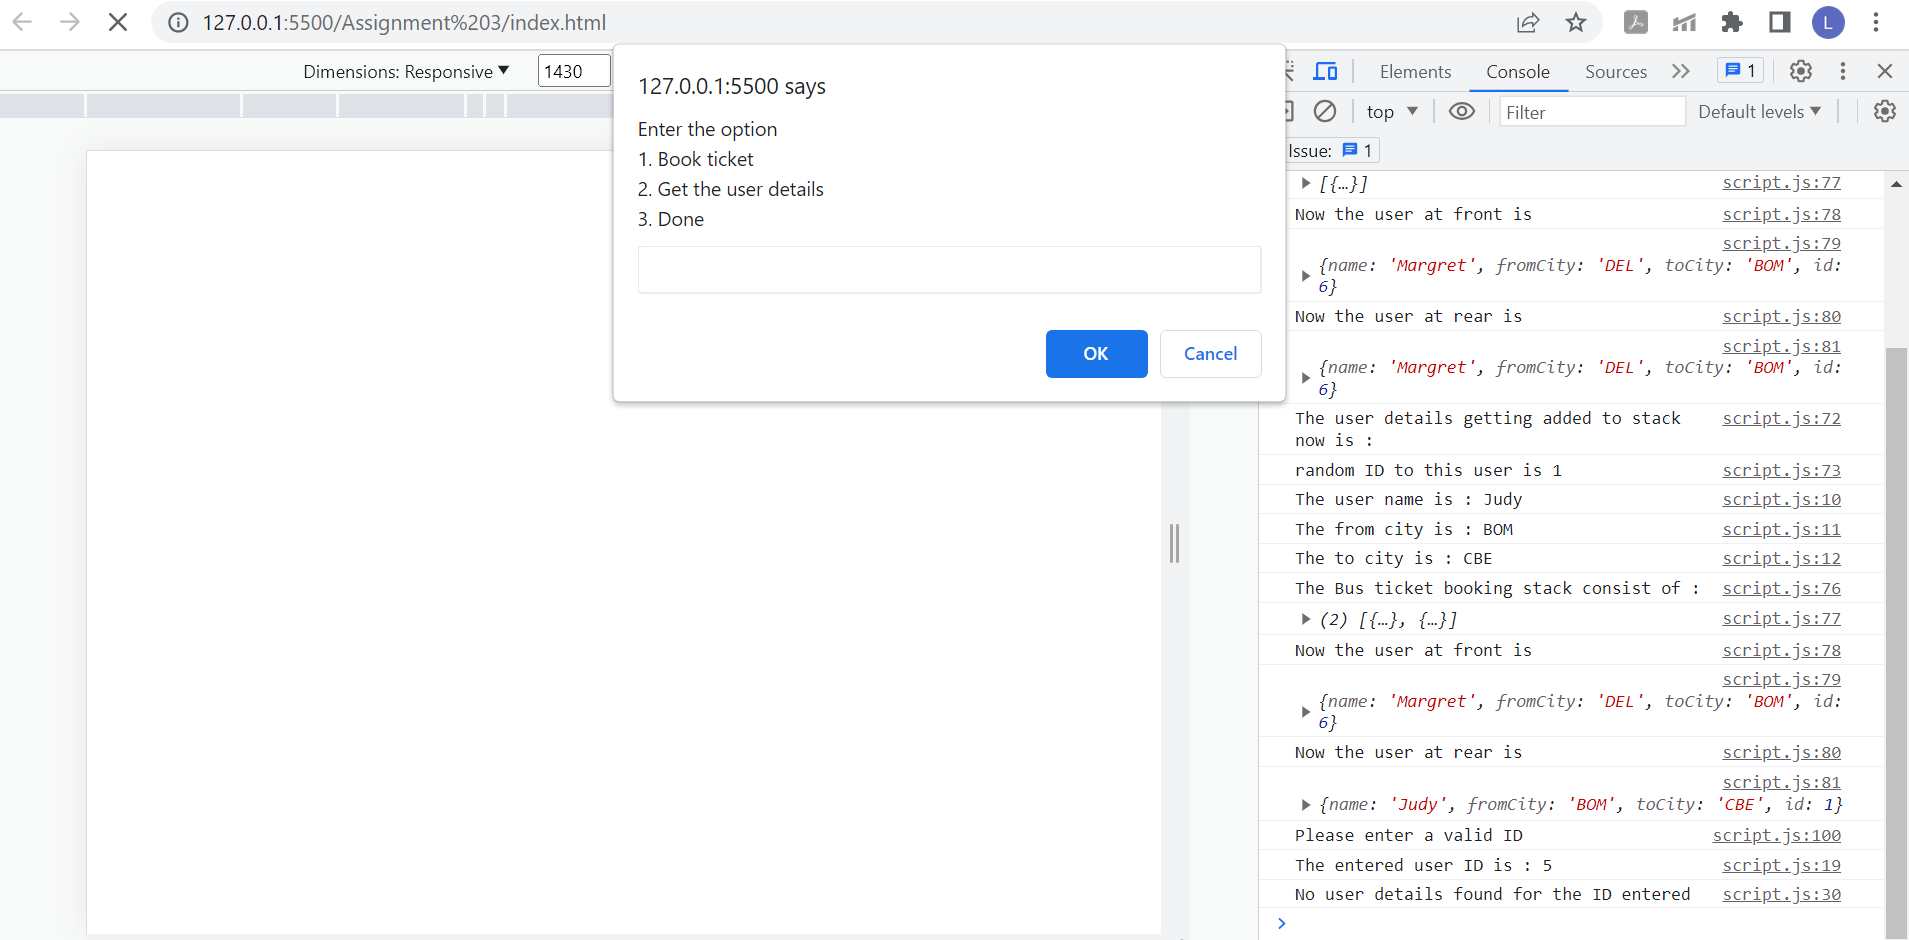 127.0.0.1:5500/Assignment%203/index.html
L
Dimensions: Responsive
1430
127.0.0.1:5500 says
Enter the option
1. Book ticket
2. Get the user details
3. Done
OK
Cancel
Elements
Console
Sources
1
top
Filter
Default levels
Issue: 1
[{…}] script.js:77
Now the user at front is script.js:78
script.js:79
{name: 'Margret', fromCity: 'DEL', toCity: 'BOM', id:
6}
Now the user at rear is script.js:80
script.js:81
{name: 'Margret', fromCity: 'DEL', toCity: 'BOM', id:
6}
The user details getting added to stack script.js:72
now is :
random ID to this user is 1 script.js:73
The user name is : Judy script.js:10
The from city is : BOM script.js:11
The to city is : CBE script.js:12
The Bus ticket booking stack consist of : script.js:76
(2) [{…}, {…}] script.js:77
Now the user at front is script.js:78
script.js:79
{name: 'Margret', fromCity: 'DEL', toCity: 'BOM', id:
6}
Now the user at rear is script.js:80
script.js:81
{name: 'Judy', fromCity: 'BOM', toCity: 'CBE', id: 1}
Please enter a valid ID script.js:100
The entered user ID is : 5 script.js:19
No user details found for the ID entered script.js:30